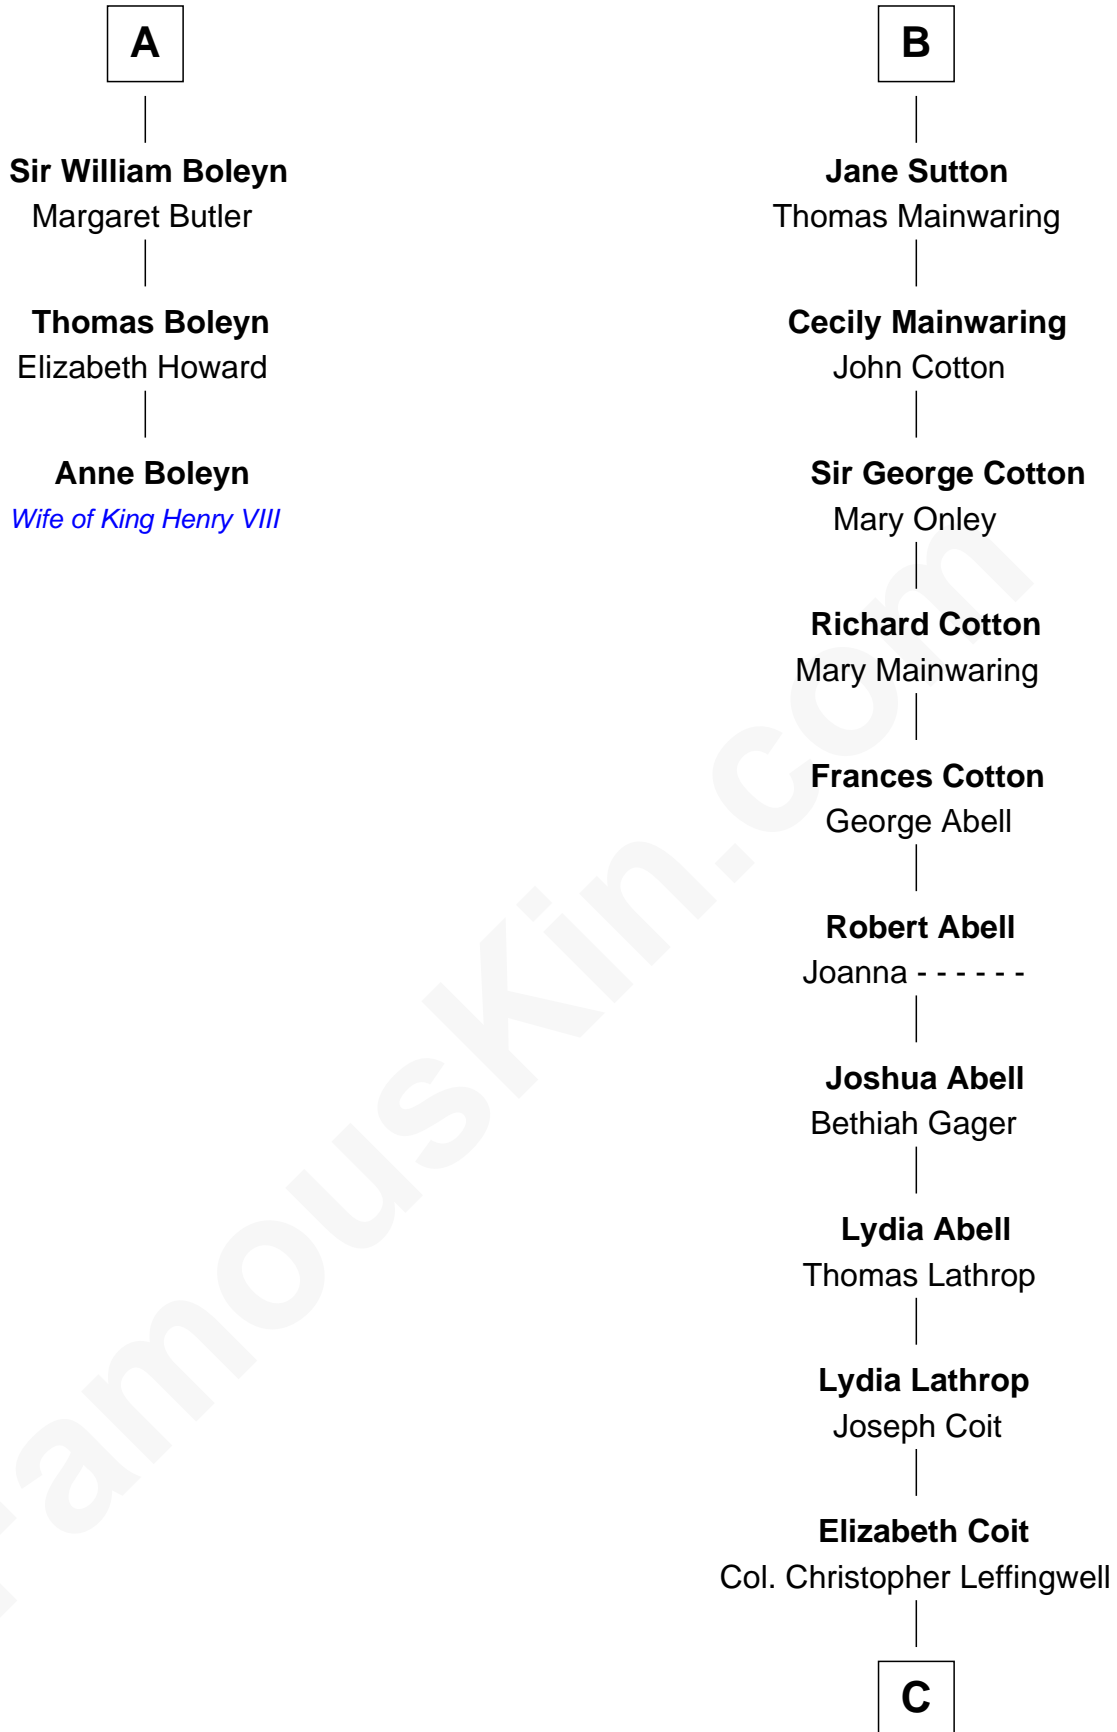 A
Sir William Boleyn
Margaret Butler
Thomas Boleyn
Elizabeth Howard
Anne Boleyn
Wife of King Henry VIII
B
Jane Sutton
Thomas Mainwaring
Cecily Mainwaring
John Cotton
Sir George Cotton
Mary Onley
Richard Cotton
Mary Mainwaring
Frances Cotton
George Abell
Robert Abell
Joanna - - - - - -
Joshua Abell
Bethiah Gager
Lydia Abell
Thomas Lathrop
Lydia Lathrop
Joseph Coit
Elizabeth Coit
Col. Christopher Leffingwell
C
FamousKin.com